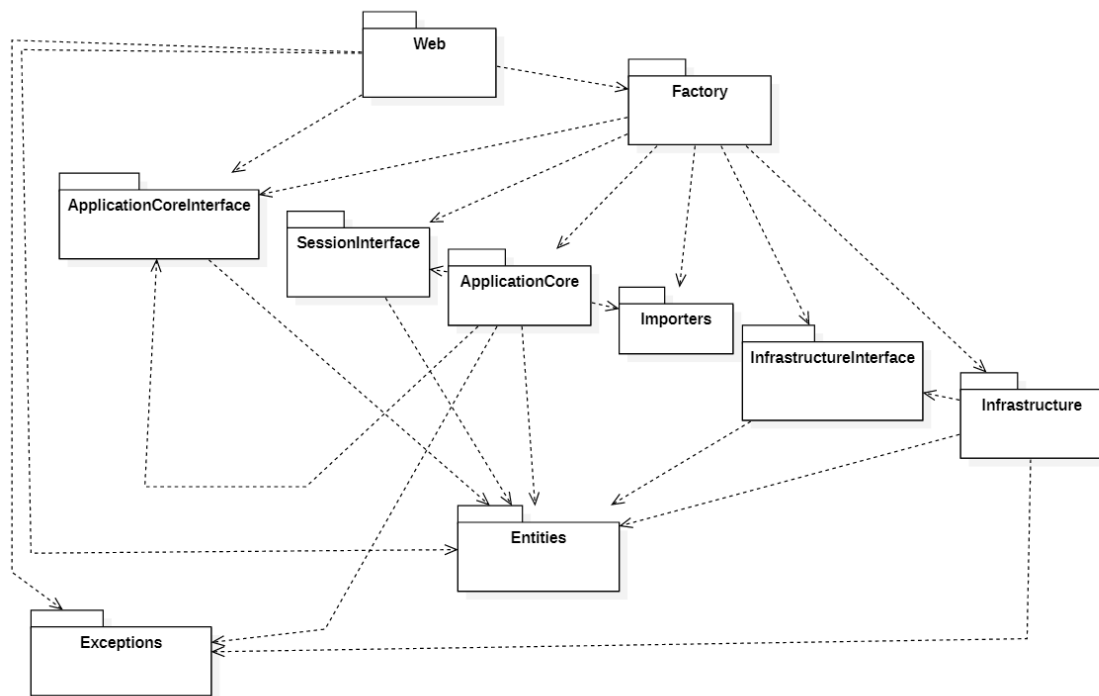 Web
Factory
ApplicationCoreInterface
SessionInterface
ApplicationCore
Importers
InfrastructureInterface
Infrastructure
Entities
Exceptions